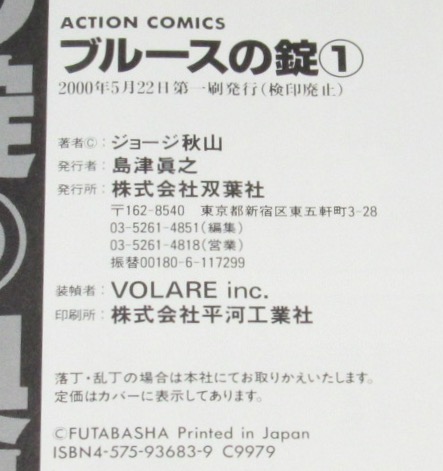 ACTION COMICS
ブルースの錠①
2000年5月22日第一刷発行(検印廃止)
著者©:ジョージ秋山
発行者:島津眞之
発行所:株式会社双葉社
〒162-8540 東京都新宿区東五軒町3-28
03-5261-4851(編集)
03-5261-4818(営業)
振替00180-6-117299
装幀者:VOLARE inc.
印刷所:株式会社平河工業社
落丁・乱丁の場合は本社にてお取りかえいたします。
定価はカバーに表示してあります。
©FUTABASHA Printed in Japan
ISBN4-575-93683-9 C9979